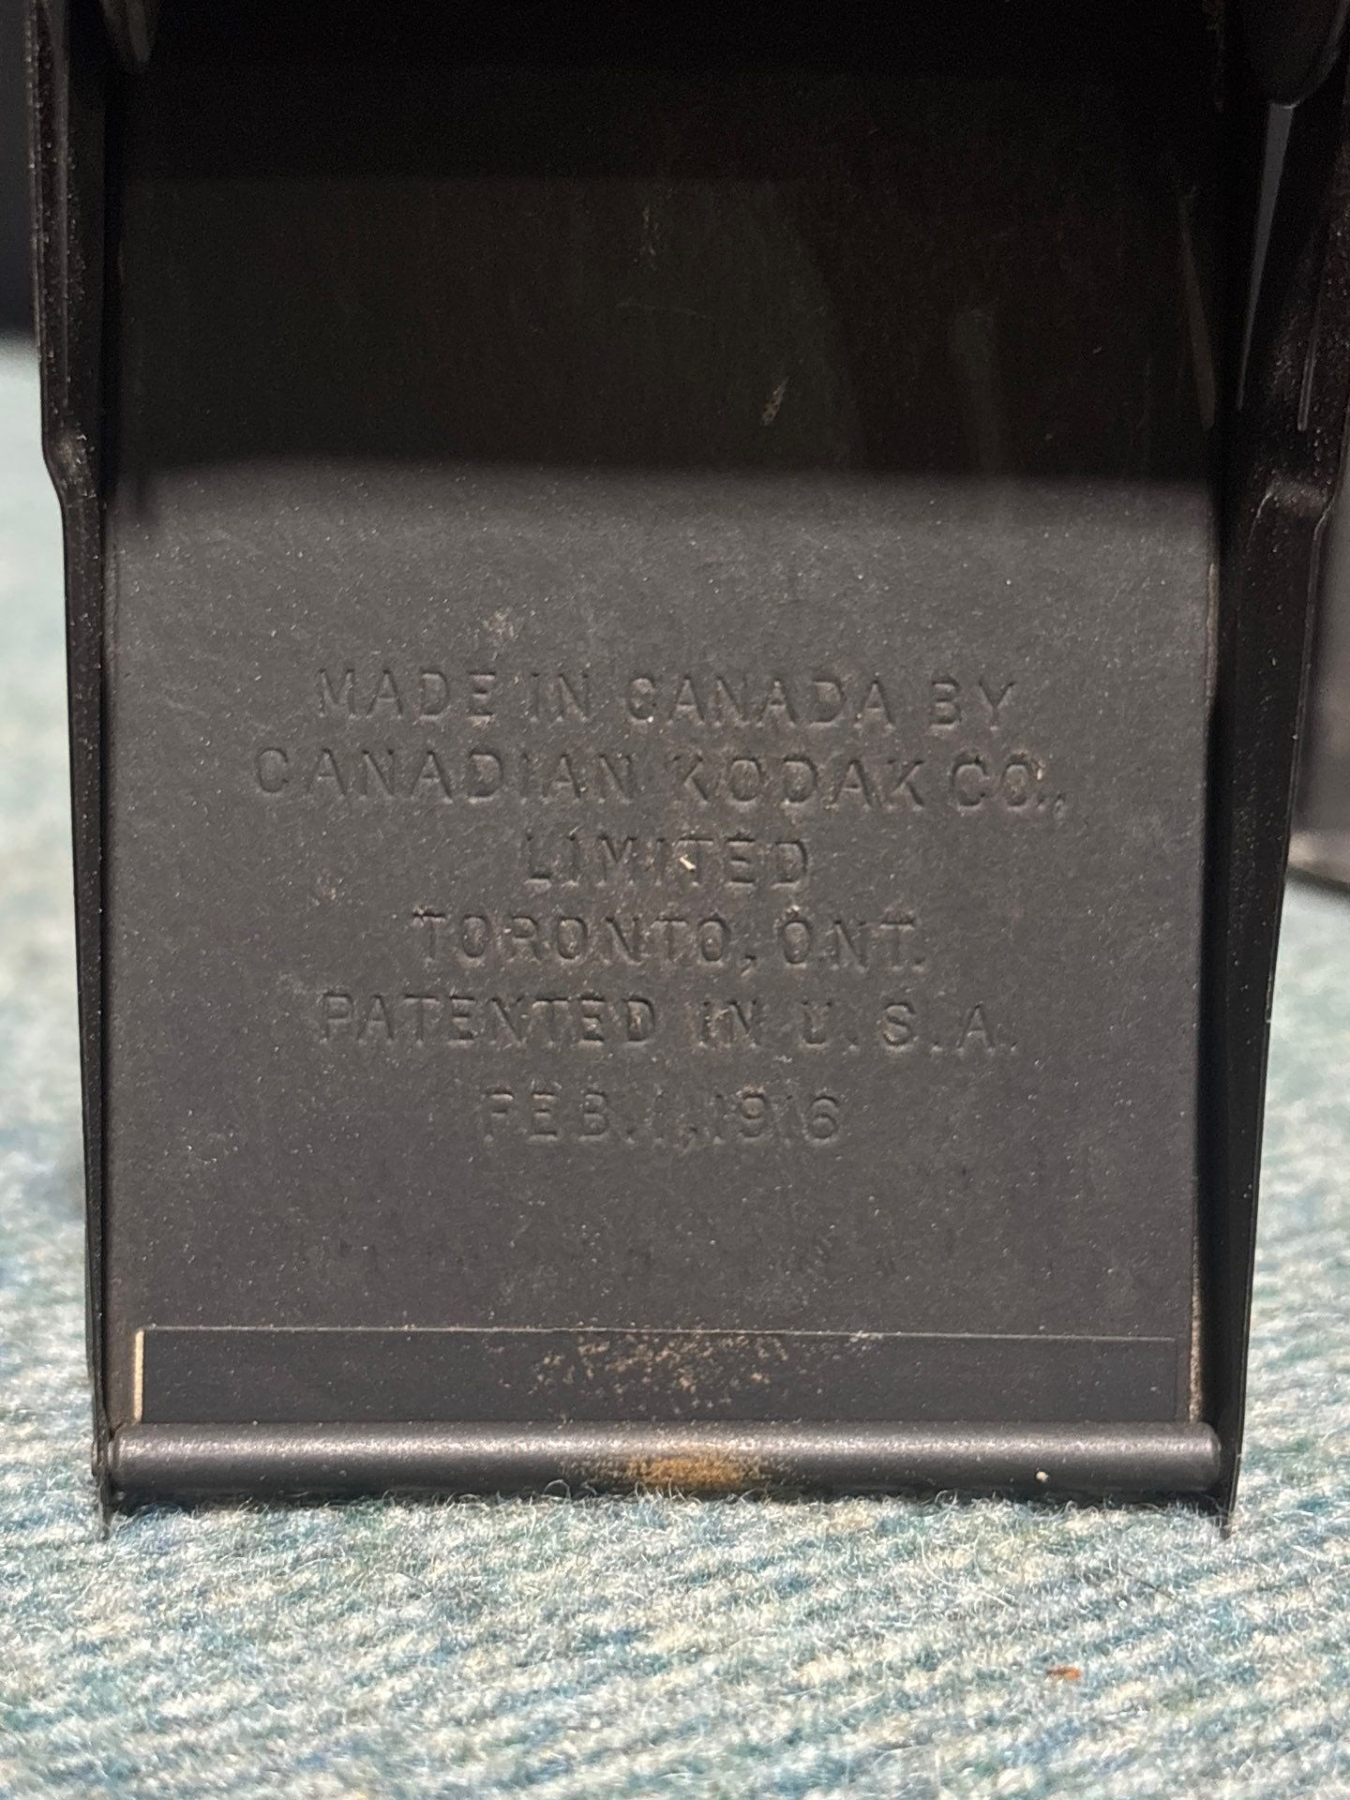 MADE IN CANADA BY
CANADIAN KODAK CO.,
LIMITED
TORONTO, ONT.
PATENTED IN U.S.A.
FEB.1,1916